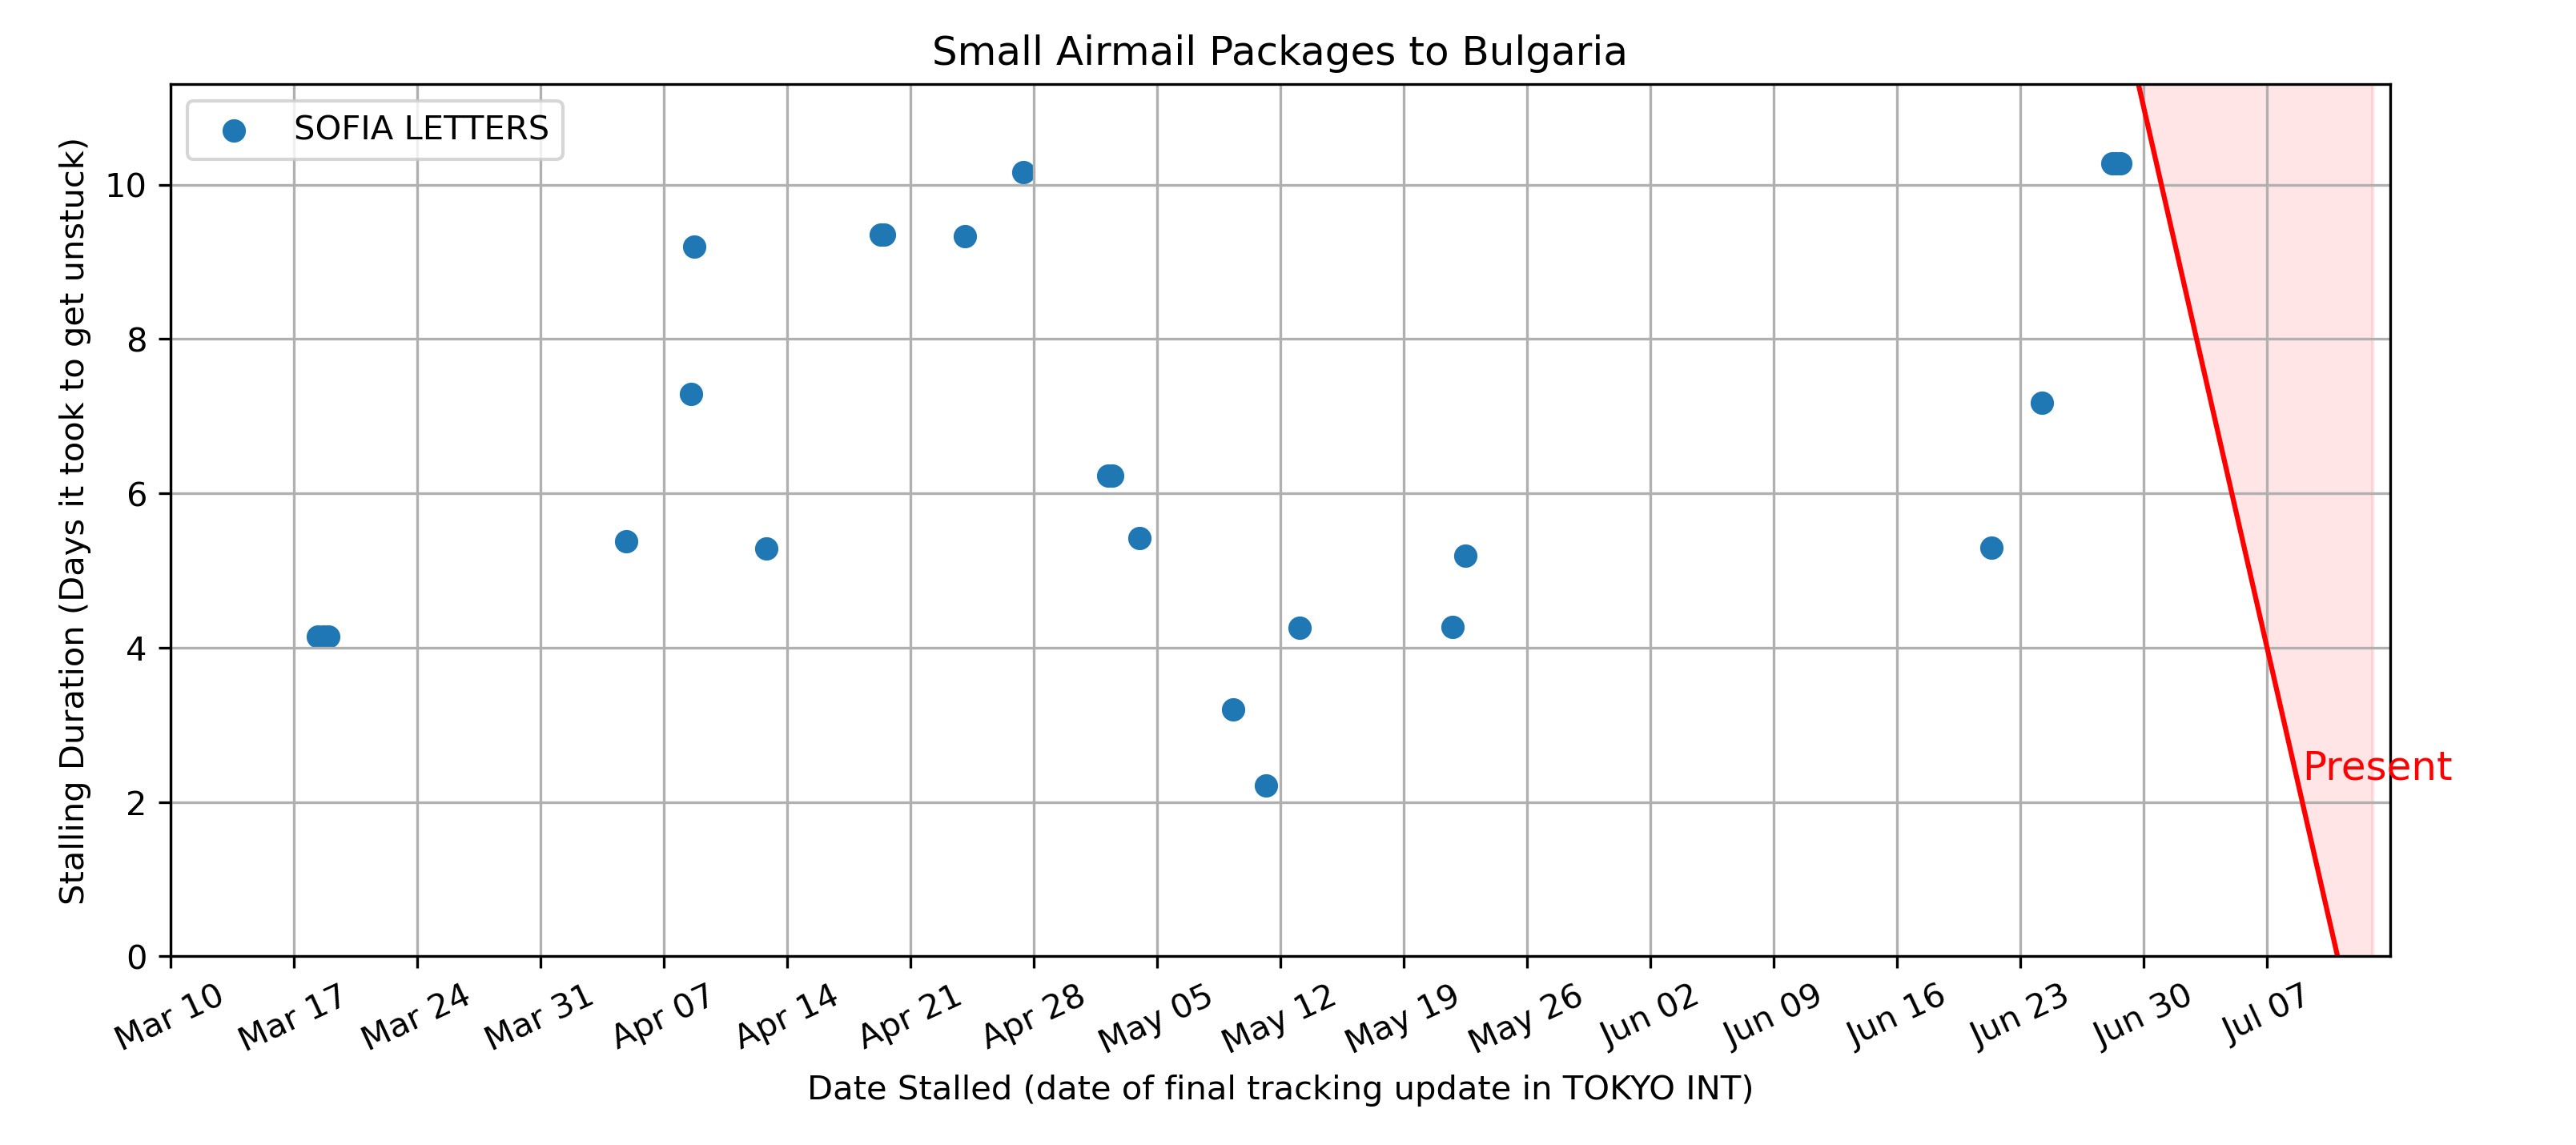 Small Airmail Packages to Bulgaria
SOFIA LETTERS
Stalling Duration (Days it took to get unstuck)
10
8
6
4
2
0
Present
Mar 10
Mar 17
Mar 24
Mar 31
Apr 07
Apr 14
Apr 21
Apr 28
May 05
May 12
May 19
May 26
Jun 02
Jun 09
Jun 16
Jun 23
Jun 30
Jul 07
Date Stalled (date of final tracking update in TOKYO INT)